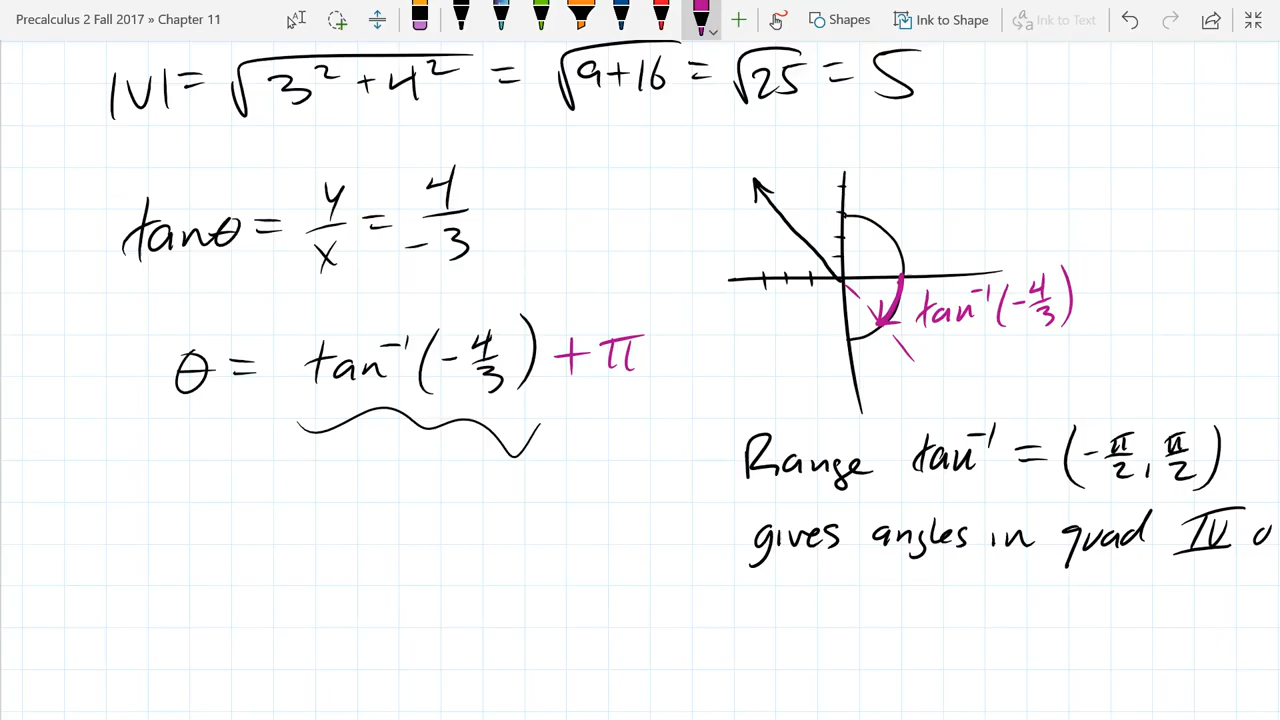 Precalculus 2 Fall 2017 » Chapter 11
Shapes
Ink to Shape
Ink to Text
|V| = √(3² + 4²) = √(9+16) = √25 = 5
tanθ = y/x = 4/-3
tan⁻¹(-4/3)
θ = tan⁻¹(-4/3) + π
Range tan⁻¹ = (-π/2, π/2)
gives angles in quad IV